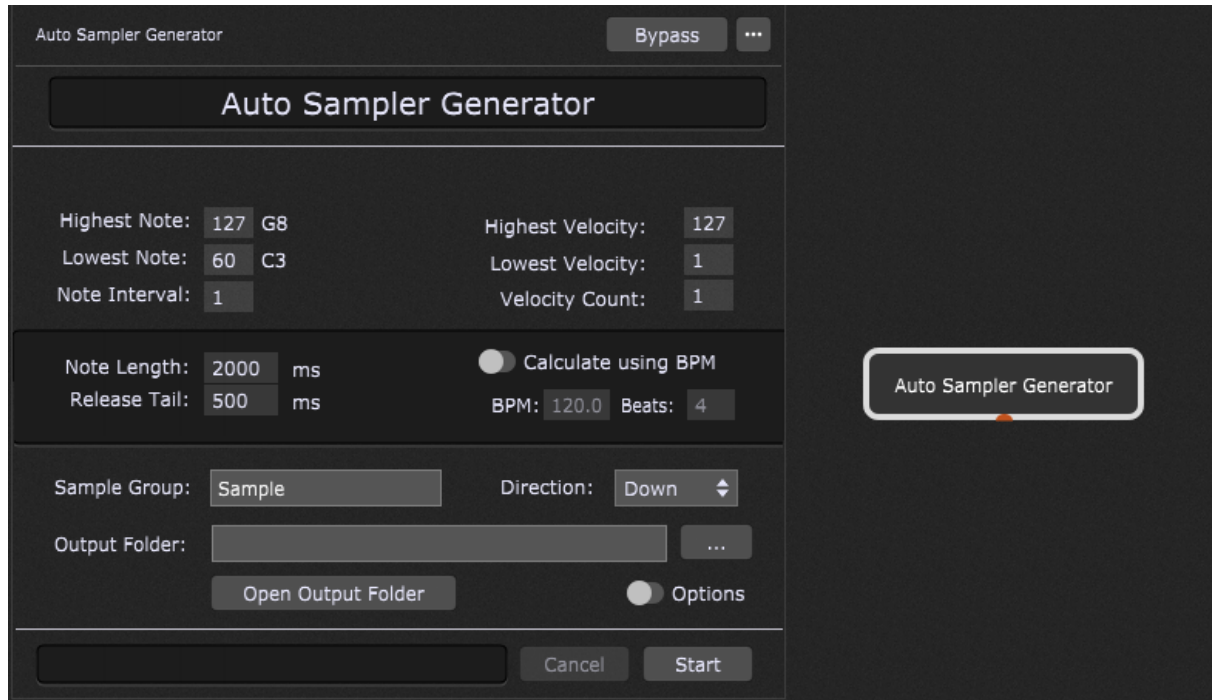 Auto Sampler Generator Bypass ...
Auto Sampler Generator
Highest Note: 127 G8 Highest Velocity: 127
Lowest Note: 60 C3 Lowest Velocity: 1
Note Interval: 1 Velocity Count: 1
Note Length: 2000 ms Calculate using BPM
Release Tail: 500 ms BPM: 120.0 Beats: 4
Auto Sampler Generator
Sample Group: Sample Direction: Down
Output Folder: ...
Open Output Folder Options
Cancel Start